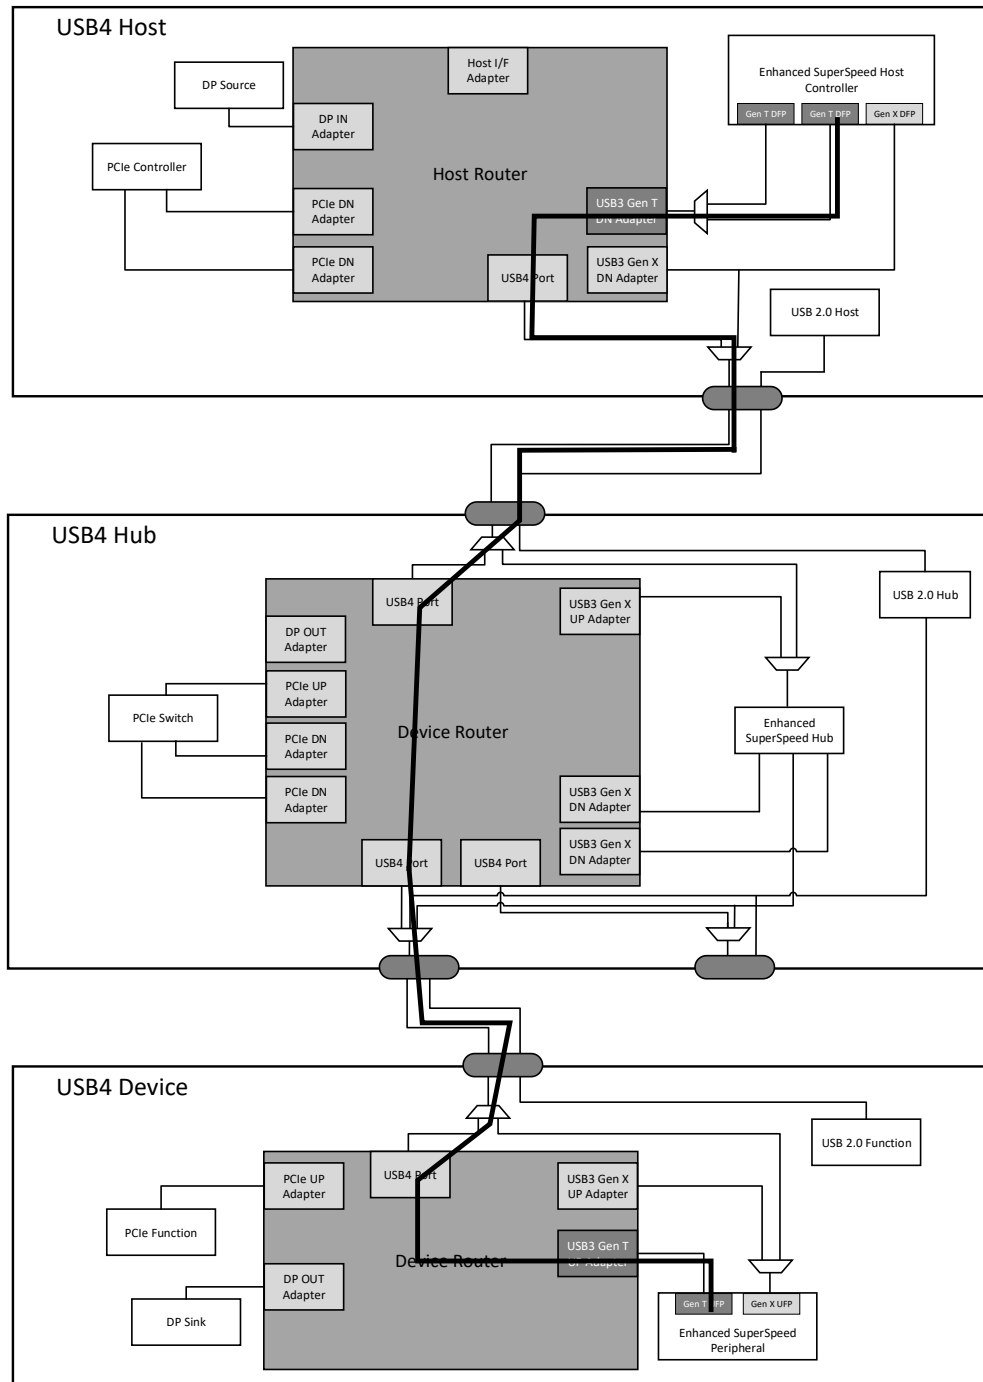 USB4 Host
Host I/F
Adapter
DP Source
Enhanced SuperSpeed Host
Controller
Gen T DFP
Gen T DFP
Gen X DFP
DP IN
Adapter
PCIe Controller
Host Router
PCIe DN
Adapter
USB3 Gen T
DN Adapter
PCIe DN
Adapter
USB4 Port
USB3 Gen X
DN Adapter
USB 2.0 Host
USB4 Hub
USB4 Port
USB3 Gen X
UP Adapter
USB 2.0 Hub
DP OUT
Adapter
PCIe UP
Adapter
PCIe Switch
Device Router
Enhanced
SuperSpeed Hub
PCIe DN
Adapter
PCIe DN
Adapter
USB3 Gen X
DN Adapter
USB3 Gen X
DN Adapter
USB4 Port
USB4 Port
USB4 Device
USB 2.0 Function
USB4 Port
PCIe UP
Adapter
USB3 Gen X
UP Adapter
PCIe Function
USB3 Gen T
UP Adapter
Device Router
DP OUT
Adapter
DP Sink
Gen T UFP
Gen X UFP
Enhanced SuperSpeed
Peripheral